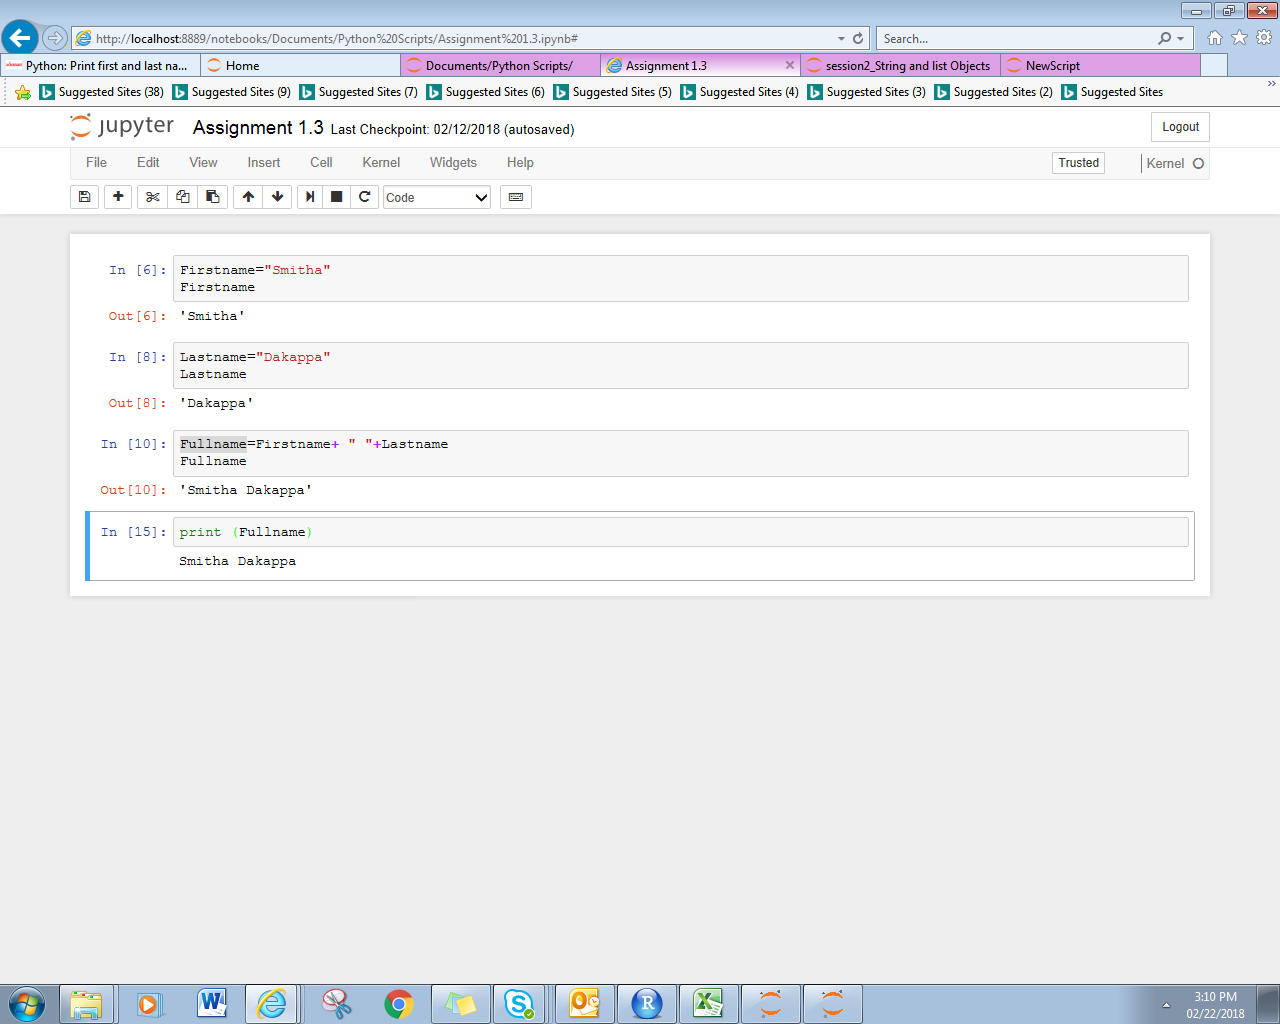 http://localhost:8889/notebooks/Documents/Python%20Scripts/Assignment%201.3.ipynb#
Search...
Python: Print first and last na...
Home
Documents/Python Scripts/
Assignment 1.3
session2_String and list Objects
NewScript
Suggested Sites (38)
Suggested Sites (9)
Suggested Sites (7)
Suggested Sites (6)
Suggested Sites (5)
Suggested Sites (4)
Suggested Sites (3)
Suggested Sites (2)
Suggested Sites
jupyter Assignment 1.3 Last Checkpoint: 02/12/2018 (autosaved)
Logout
File Edit View Insert Cell Kernel Widgets Help
Trusted
Kernel
Code
In [6]: Firstname="Smitha"
Firstname
Out[6]: 'Smitha'
In [8]: Lastname="Dakappa"
Lastname
Out[8]: 'Dakappa'
In [10]: Fullname=Firstname+ " "+Lastname
Fullname
Out[10]: 'Smitha Dakappa'
In [15]: print (Fullname)
Smitha Dakappa
3:10 PM
02/22/2018